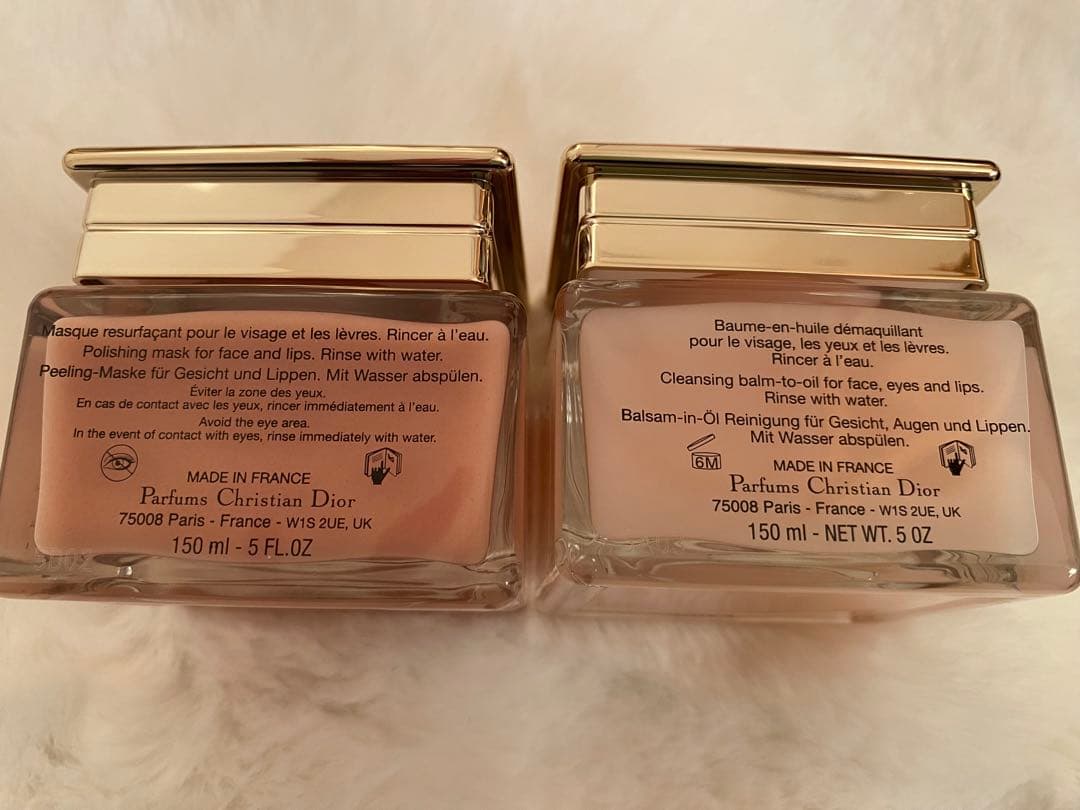 Masque resurfaçant pour le visage et les lèvres. Rincer à l'eau.
Polishing mask for face and lips. Rinse with water.
Peeling-Maske für Gesicht und Lippen. Mit Wasser abspülen.
Éviter la zone des yeux.
En cas de contact avec les yeux, rincer immédiatement à l'eau.
Avoid the eye area.
In the event of contact with eyes, rinse immediately with water.
MADE IN FRANCE
Parfums Christian Dior
75008 Paris - France - W1S 2UE, UK
150 ml - 5 FL.OZ
Baume-en-huile démaquillant
pour le visage, les yeux et les lèvres.
Rincer à l'eau.
Cleansing balm-to-oil for face, eyes and lips.
Rinse with water.
Balsam-in-Öl Reinigung für Gesicht, Augen und Lippen.
Mit Wasser abspülen.
6M
MADE IN FRANCE
Parfums Christian Dior
75008 Paris - France - W1S 2UE, UK
150 ml - NET WT. 5 OZ